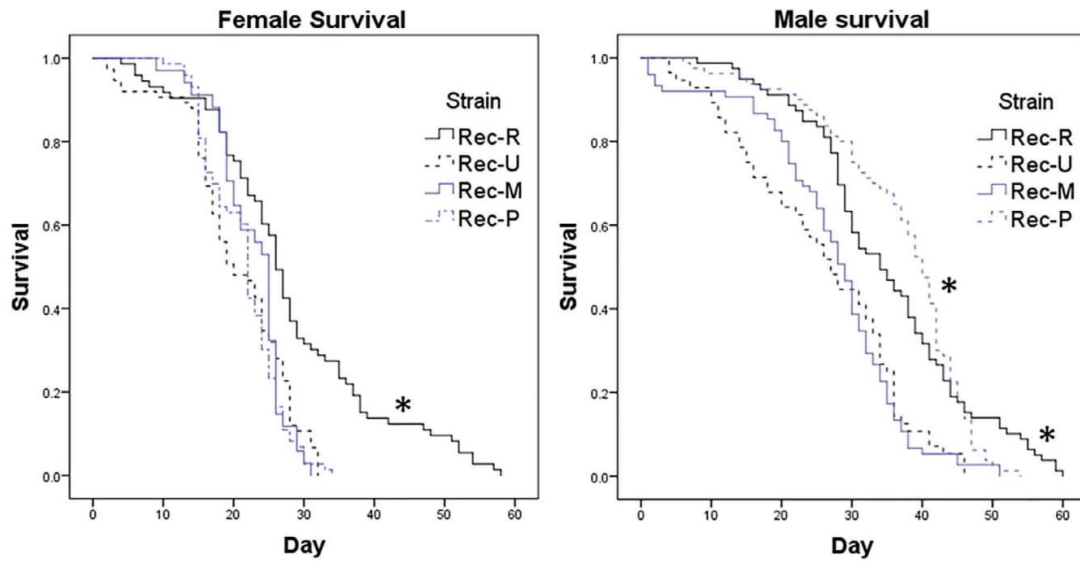 Female Survival
Survival
1.0
0.8
0.6
0.4
0.2
0.0
Strain
Rec-R
Rec-U
Rec-M
Rec-P
*
0 10 20 30 40 50 60
Day
Male survival
Survival
1.0
0.8
0.6
0.4
0.2
0.0
Strain
Rec-R
Rec-U
Rec-M
Rec-P
*
*
0 10 20 30 40 50 60
Day